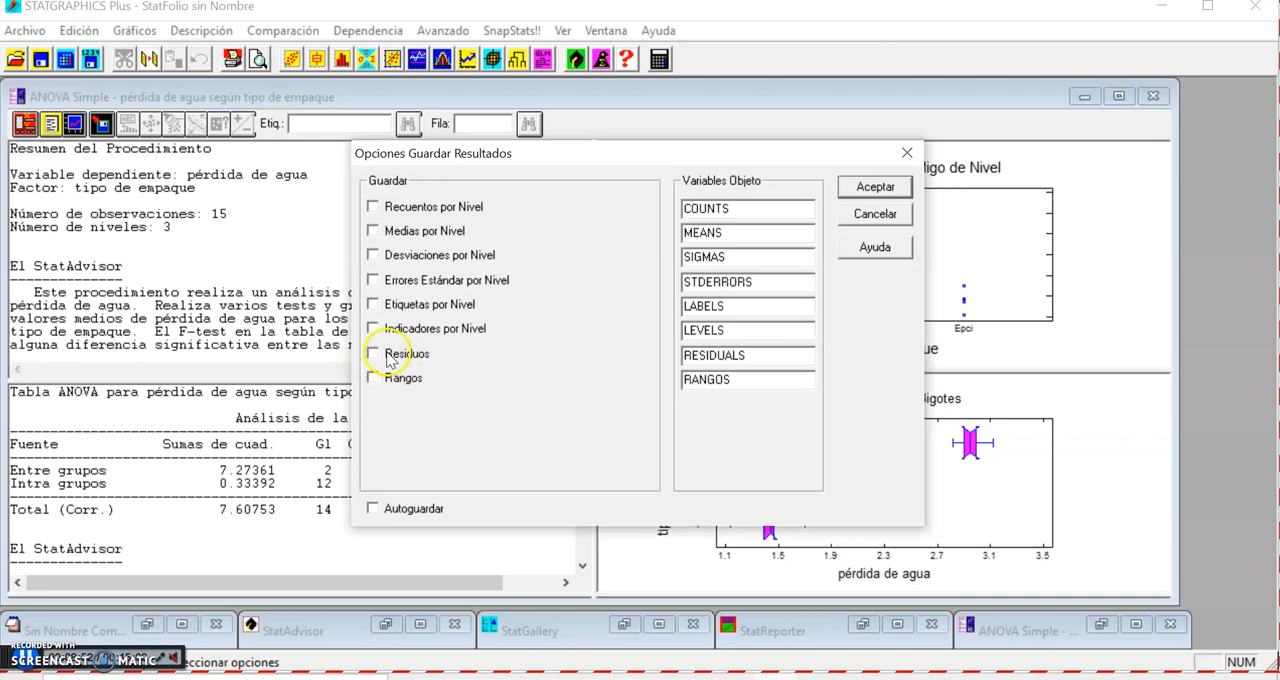 STATGRAPHICS Plus - StatFolio sin Nombre
Archivo Edición Gráficos Descripción Comparación Dependencia Avanzado SnapStats!! Ver Ventana Ayuda
ANOVA Simple - pérdida de agua según tipo de empaque
Etiq.: Fila:
Resumen del Procedimiento
Variable dependiente: pérdida de agua
Factor: tipo de empaque
Número de observaciones: 15
Número de niveles: 3
El StatAdvisor
Este procedimiento realiza un análisis
pérdida de agua. Realiza varios tests y
valores medios de pérdida de agua para los
tipo de empaque. El F-test en la tabla de
alguna diferencia significativa entre las
Tabla ANOVA para pérdida de agua según
Análisis de la
Fuente Sumas de cuad. Gl
Entre grupos 7.27361 2
Intra grupos 0.33392 12
Total (Corr.) 7.60753 14
El StatAdvisor
Opciones Guardar Resultados
Guardar
Recuentos por Nivel
Medias por Nivel
Desviaciones por Nivel
Errores Estándar por Nivel
Etiquetas por Nivel
Indicadores por Nivel
Residuos
Rangos
Autoguardar
Variables Objeto
COUNTS
MEANS
SIGMAS
STDERRORS
LABELS
LEVELS
RESIDUALS
RANGOS
Aceptar
Cancelar
Ayuda
de Nivel
Epci
que
1.1 1.5 1.9 2.3 2.7 3.1 3.5
pérdida de agua
Sin Nombre Com... StatAdvisor StatGallery StatReporter ANOVA Simple - ...
RECORDED WITH
SCREENCAST MATIC
eccionar opciones
NUM